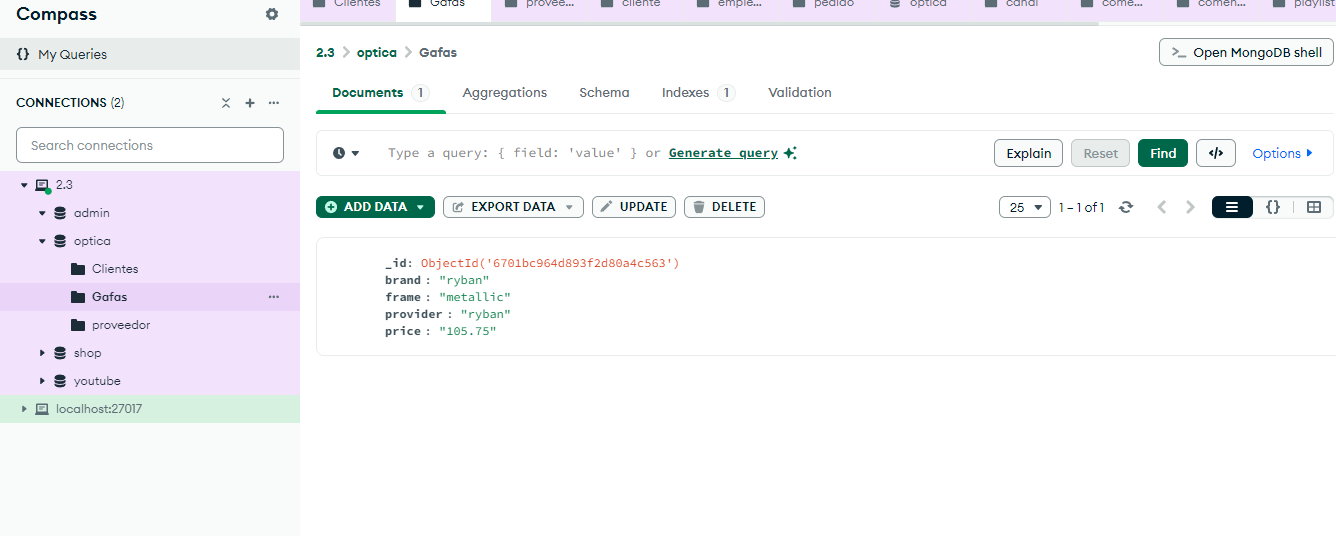 Compass
My Queries
CONNECTIONS (2)
Search connections
2.3
admin
optica
Clientes
Gafas
proveedor
shop
youtube
localhost:27017
Clientes
Gafas
provee...
cliente
emple...
pedido
optica
canal
come...
comen...
playlist
2.3 > optica > Gafas
>_ Open MongoDB shell
Documents 1
Aggregations
Schema
Indexes 1
Validation
Type a query: { field: 'value' } or Generate query
Explain
Reset
Find
</>
Options
ADD DATA
EXPORT DATA
UPDATE
DELETE
25
1 – 1 of 1
{}
_id: ObjectId('6701bc964d893f2d80a4c563')
brand : "ryban"
frame : "metallic"
provider : "ryban"
price : "105.75"